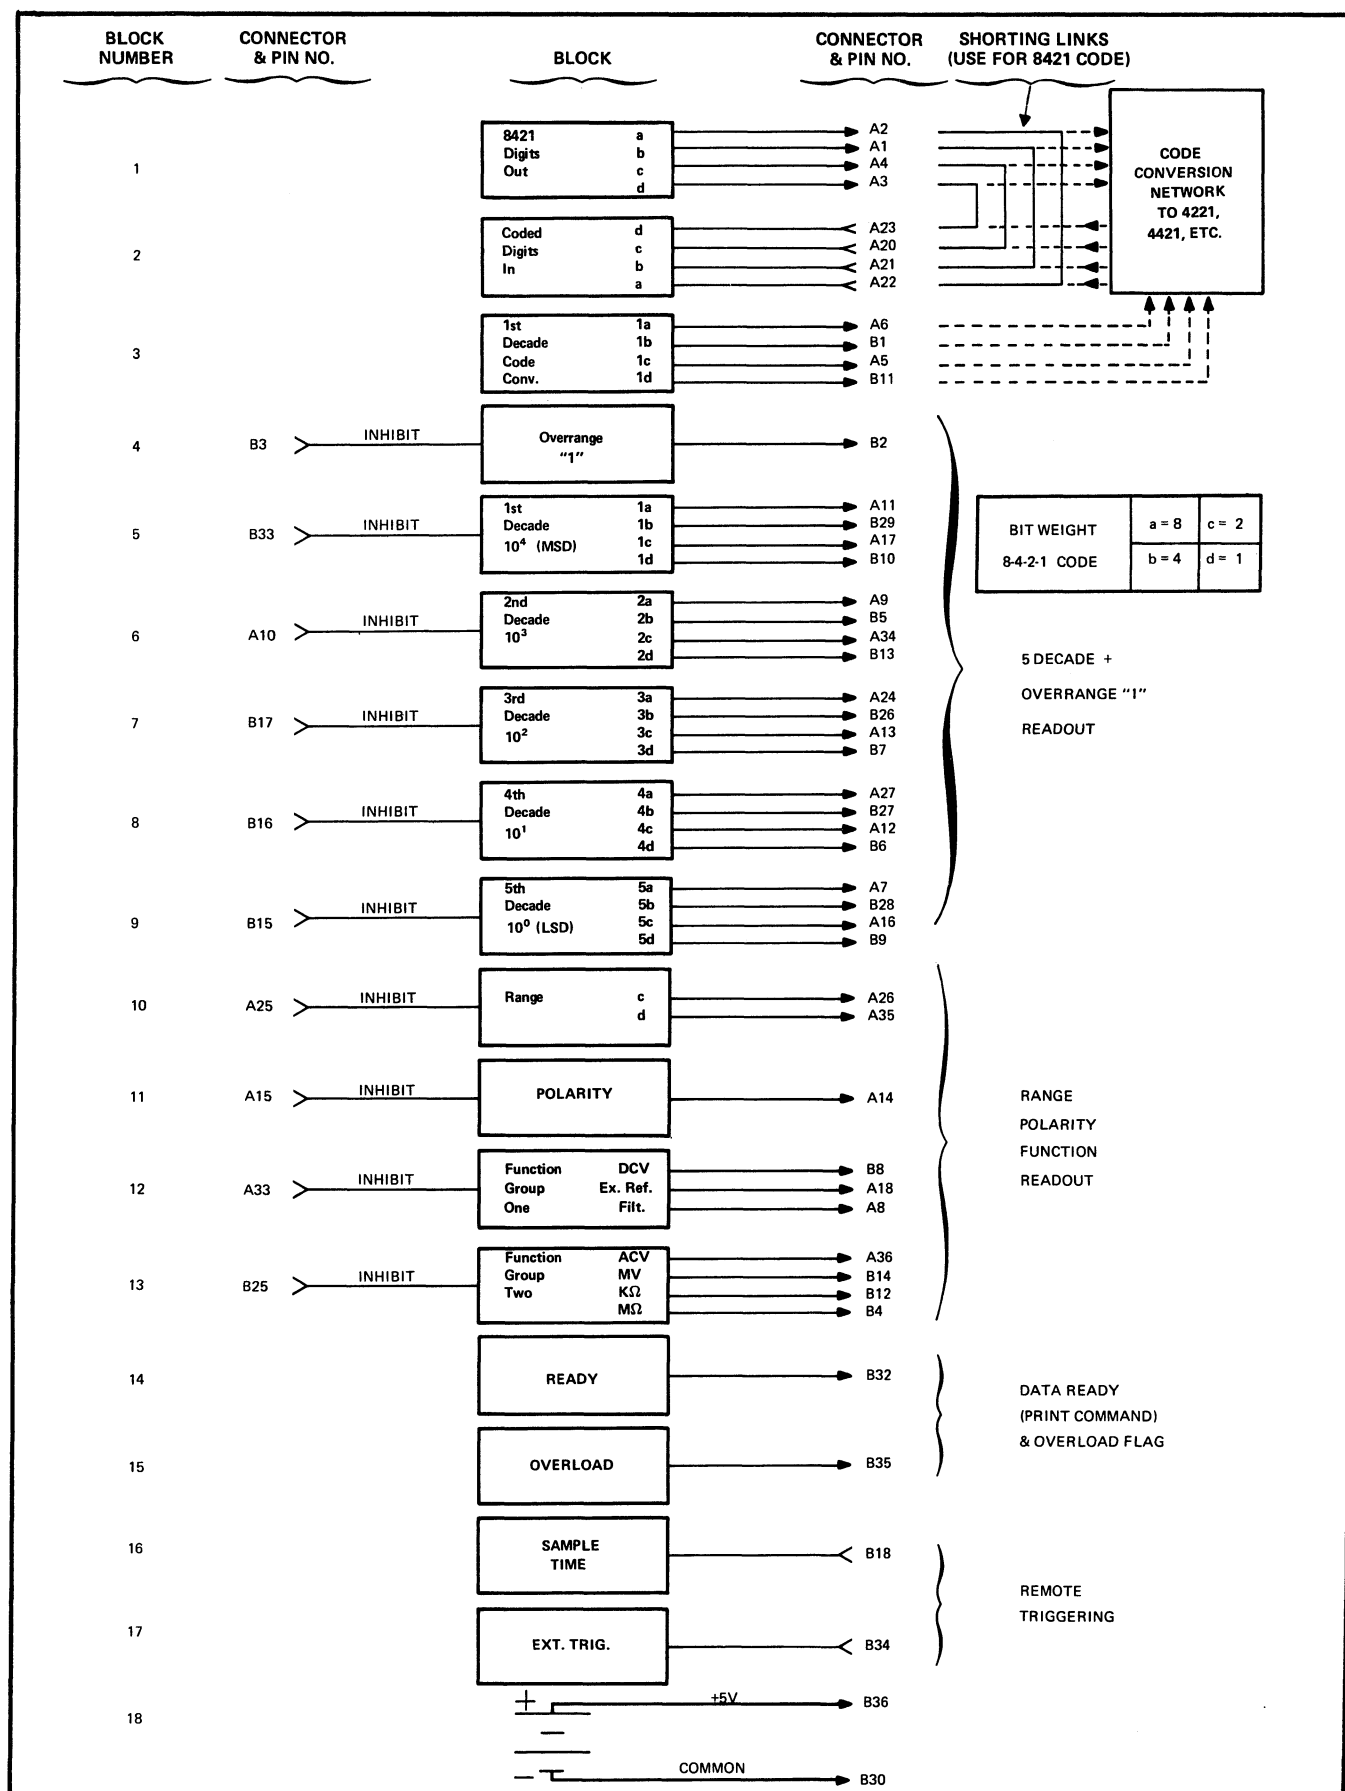 BLOCK NUMBER
CONNECTOR & PIN NO.
BLOCK
CONNECTOR & PIN NO.
SHORTING LINKS (USE FOR 8421 CODE)
CODE CONVERSION NETWORK TO 4221, 4421, ETC.
1
8421 a A2
Digits b A1
Out c A4
d A3
2
Coded d A23
Digits c A20
In b A21
a A22
3
1st 1a A6
Decade 1b B1
Code 1c A5
Conv. 1d B11
4 B3 INHIBIT Overrange "1" B2
5 B33 INHIBIT
1st 1a A11
Decade 1b B29
10⁴ (MSD) 1c A17
1d B10
BIT WEIGHT a = 8 c = 2
8-4-2-1 CODE b = 4 d = 1
6 A10 INHIBIT
2nd 2a A9
Decade 2b B5
10³ 2c A34
2d B13
5 DECADE +
OVERRANGE "1"
READOUT
7 B17 INHIBIT
3rd 3a A24
Decade 3b B26
10² 3c A13
3d B7
8 B16 INHIBIT
4th 4a A27
Decade 4b B27
10¹ 4c A12
4d B6
9 B15 INHIBIT
5th 5a A7
Decade 5b B28
10⁰ (LSD) 5c A16
5d B9
10 A25 INHIBIT
Range c A26
d A35
11 A15 INHIBIT POLARITY A14
RANGE
POLARITY
FUNCTION
READOUT
12 A33 INHIBIT
Function DCV B8
Group Ex. Ref. A18
One Filt. A8
13 B25 INHIBIT
Function ACV A36
Group MV B14
Two KΩ B12
MΩ B4
14 READY B32
DATA READY
(PRINT COMMAND)
& OVERLOAD FLAG
15 OVERLOAD B35
16 SAMPLE TIME B18
REMOTE
TRIGGERING
17 EXT. TRIG. B34
18
+ +5V B36
− COMMON B30